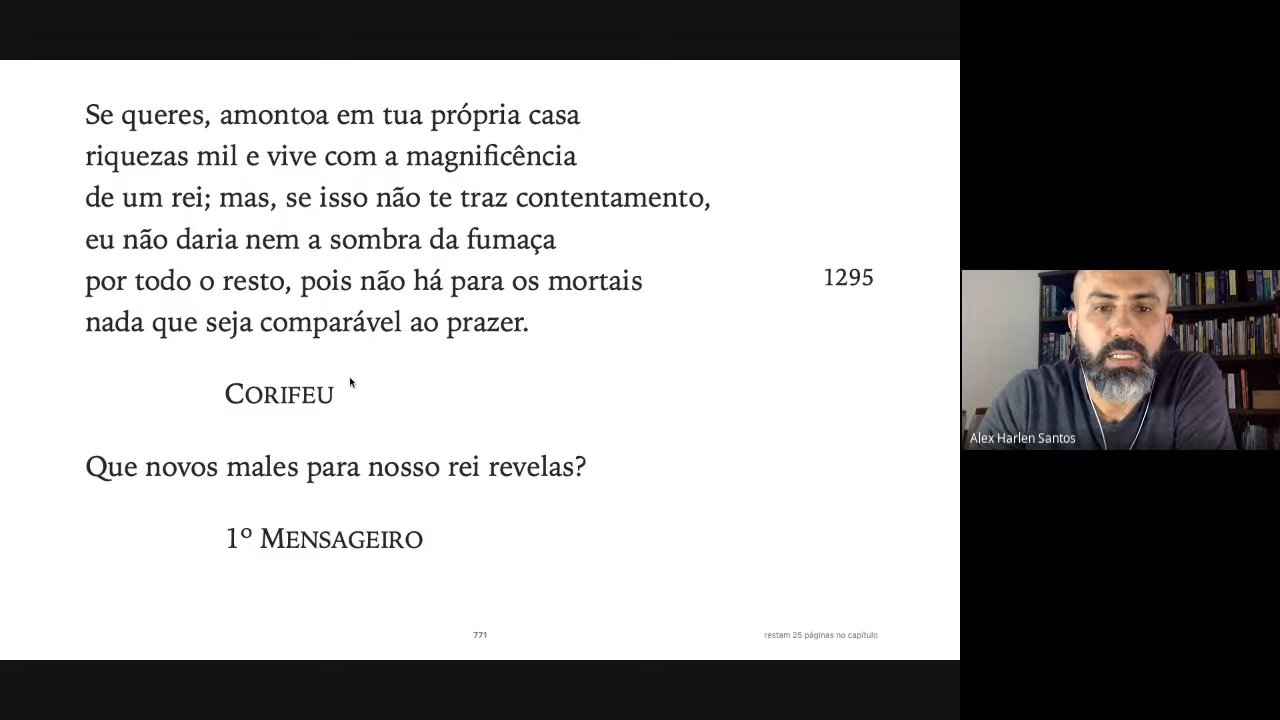 Se queres, amontoa em tua própria casa
riquezas mil e vive com a magnificência
de um rei; mas, se isso não te traz contentamento,
eu não daria nem a sombra da fumaça
por todo o resto, pois não há para os mortais 1295
nada que seja comparável ao prazer.
CORIFEU
Que novos males para nosso rei revelas?
1º MENSAGEIRO
771 restam 25 páginas no capítulo
Alex Harlen Santos